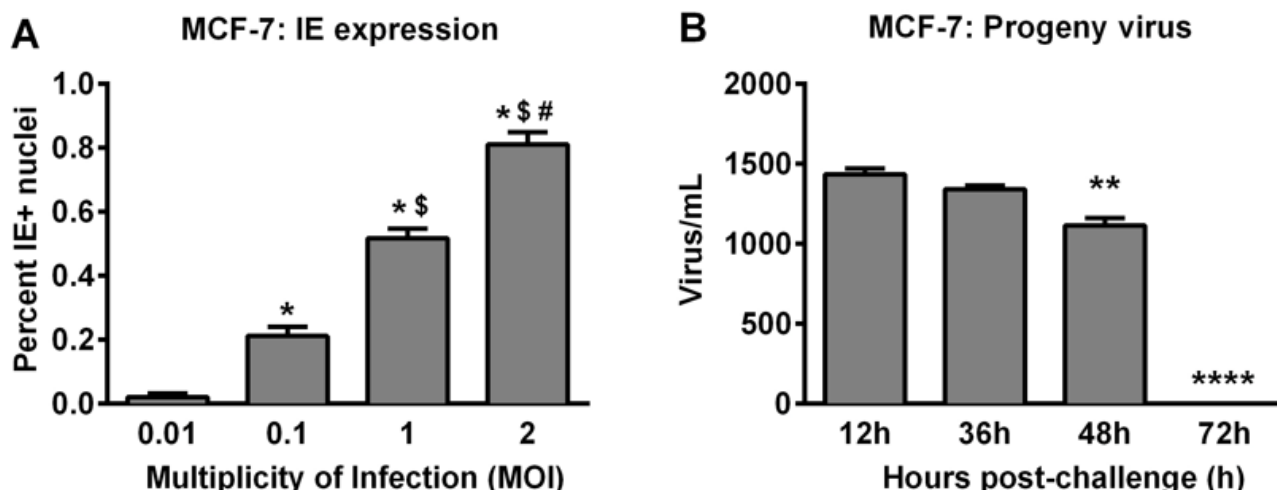 A
MCF-7: IE expression
Percent IE+ nuclei
1.0
0.8
0.6
0.4
0.2
0.0
*
* $
* $ #
0.01 0.1 1 2
Multiplicity of Infection (MOI)
B
MCF-7: Progeny virus
Virus/mL
2000
1500
1000
500
0
**
****
12h 36h 48h 72h
Hours post-challenge (h)